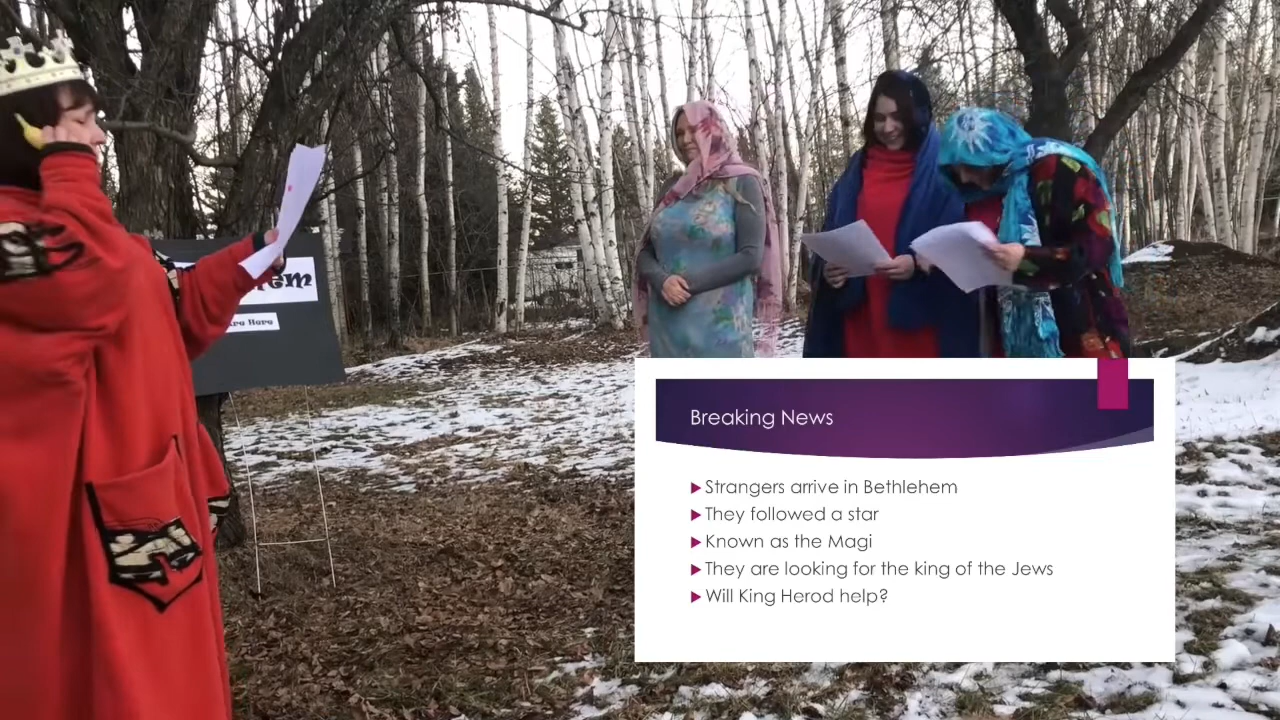 Breaking News
Strangers arrive in Bethlehem
They followed a star
Known as the Magi
They are looking for the king of the Jews
Will King Herod help?